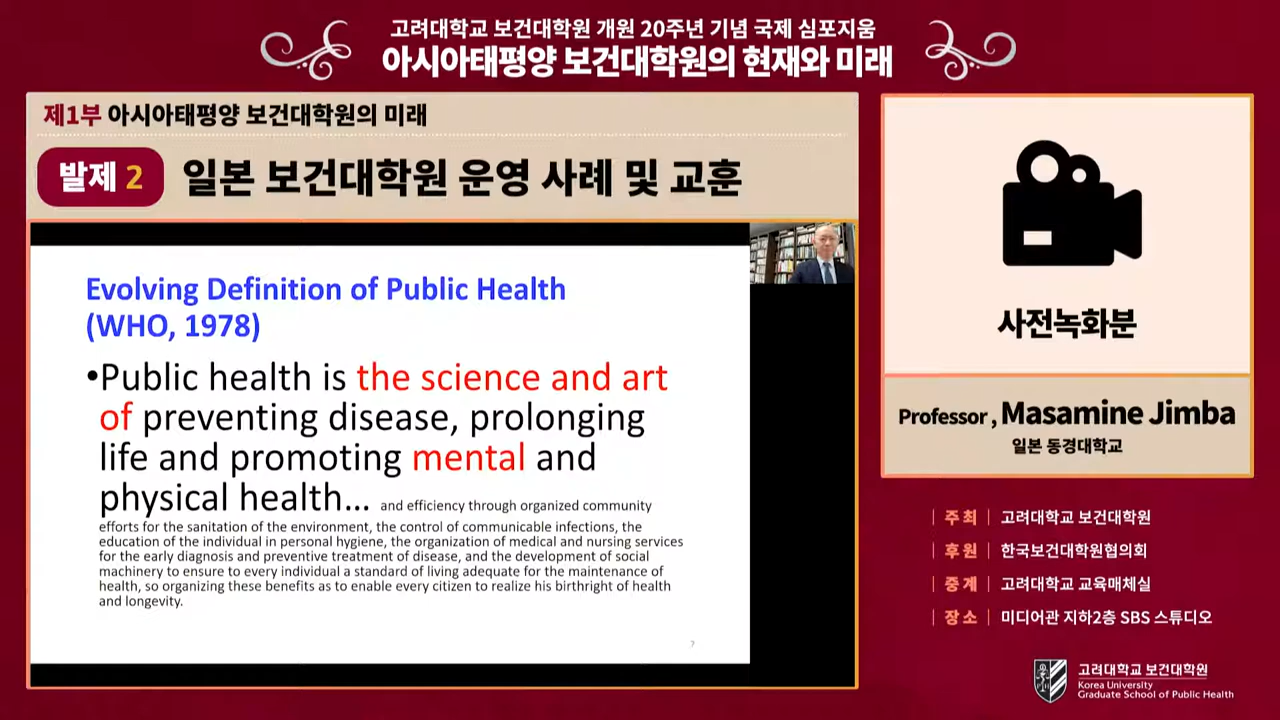 고려대학교 보건대학원 개원 20주년 기념 국제 심포지움
아시아태평양 보건대학원의 현재와 미래
제1부 아시아태평양 보건대학원의 미래
발제 2 일본 보건대학원 운영 사례 및 교훈
Evolving Definition of Public Health
(WHO, 1978)
•Public health is the science and art
of preventing disease, prolonging
life and promoting mental and
physical health... and efficiency through organized community
efforts for the sanitation of the environment, the control of communicable infections, the
education of the individual in personal hygiene, the organization of medical and nursing services
for the early diagnosis and preventive treatment of disease, and the development of social
machinery to ensure to every individual a standard of living adequate for the maintenance of
health, so organizing these benefits as to enable every citizen to realize his birthright of health
and longevity.
7
사전녹화분
Professor, Masamine Jimba
일본 동경대학교
| 주최 | 고려대학교 보건대학원
| 후원 | 한국보건대학원협의회
| 중계 | 고려대학교 교육매체실
| 장소 | 미디어관 지하2층 SBS 스튜디오
고려대학교 보건대학원
Korea University
Graduate School of Public Health